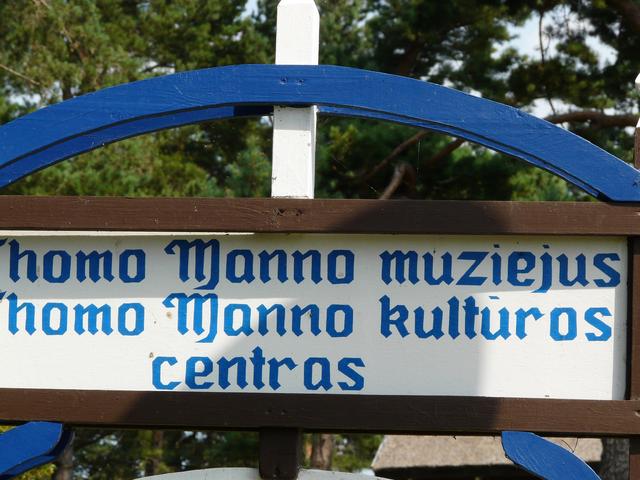 Thomo Manno muziejus
Thomo Manno kultūros
centras